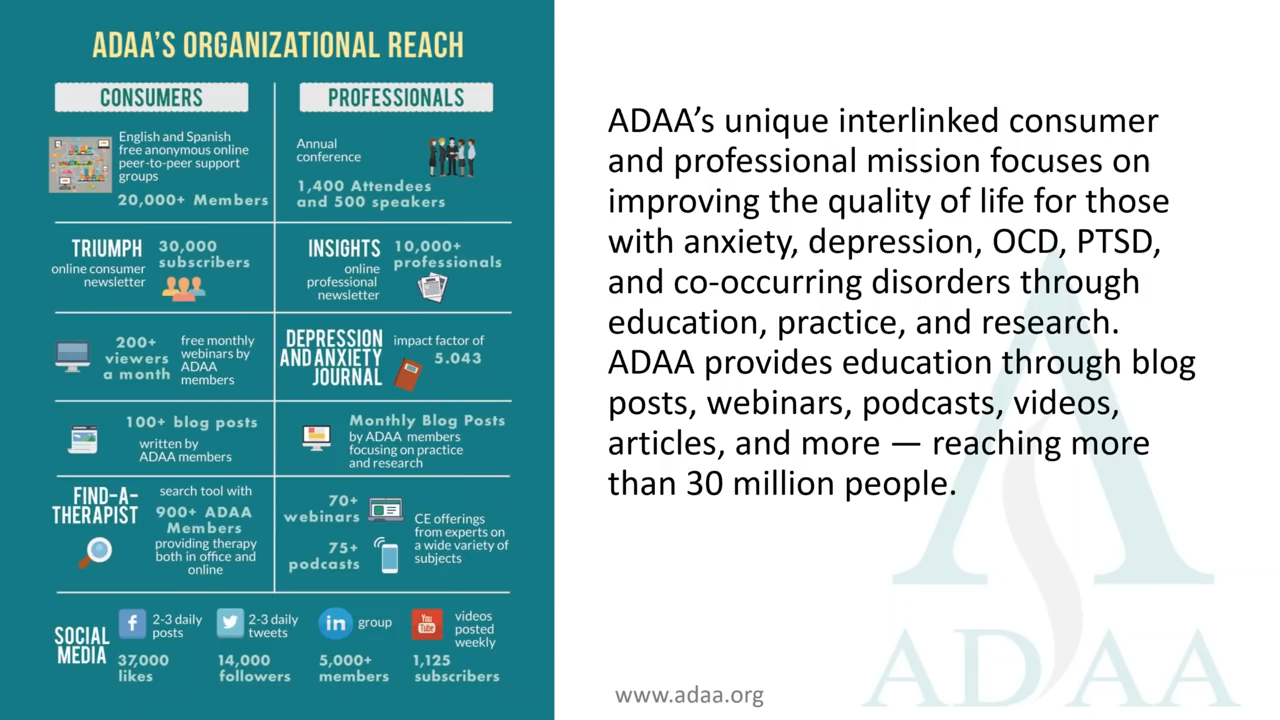 ADAA'S ORGANIZATIONAL REACH
CONSUMERS
English and Spanish
free anonymous online
peer-to-peer support
groups
20,000+ Members
TRIUMPH
online consumer
newsletter
30,000
subscribers
200+
viewers
a month
free monthly
webinars by
ADAA
members
100+ blog posts
written by
ADAA members
FIND-A-
THERAPIST
search tool with
900+ ADAA
Members
providing therapy
both in office and
online
PROFESSIONALS
Annual
conference
1,400 Attendees
and 500 speakers
INSIGHTS
online
professional
newsletter
10,000+
professionals
DEPRESSION
AND ANXIETY
JOURNAL
impact factor of
5.043
Monthly Blog Posts
by ADAA members
focusing on practice
and research
70+
webinars
75+
podcasts
CE offerings
from experts on
a wide variety of
subjects
SOCIAL
MEDIA
f
2-3 daily
posts
37,000
likes
2-3 daily
tweets
14,000
followers
in
group
5,000+
members
You
Tube
videos
posted
weekly
1,125
subscribers
ADAA’s unique interlinked consumer
and professional mission focuses on
improving the quality of life for those
with anxiety, depression, OCD, PTSD,
and co-occurring disorders through
education, practice, and research.
ADAA provides education through blog
posts, webinars, podcasts, videos,
articles, and more — reaching more
than 30 million people.
www.adaa.org
ADAA